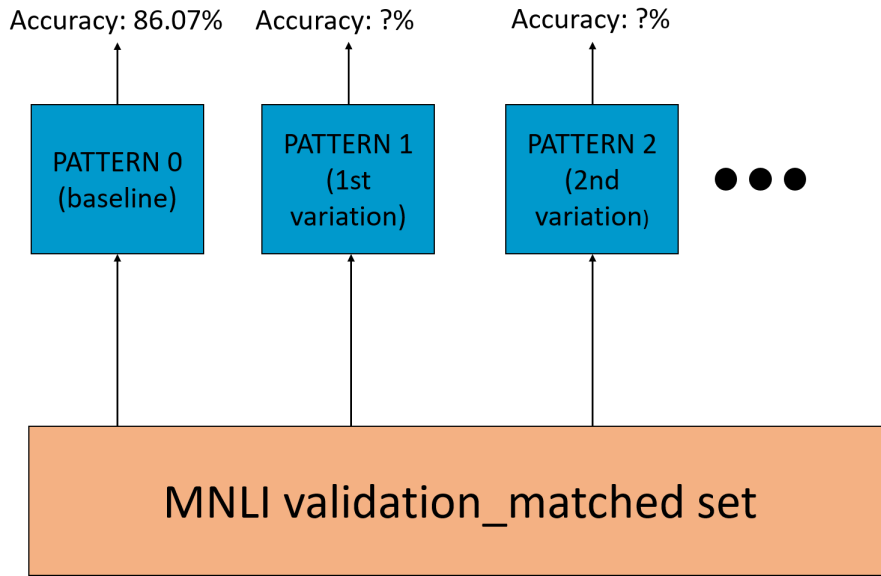 Accuracy: 86.07%
Accuracy: ?%
Accuracy: ?%
PATTERN 0
(baseline)
PATTERN 1
(1st
variation)
PATTERN 2
(2nd
variation)
MNLI validation_matched set